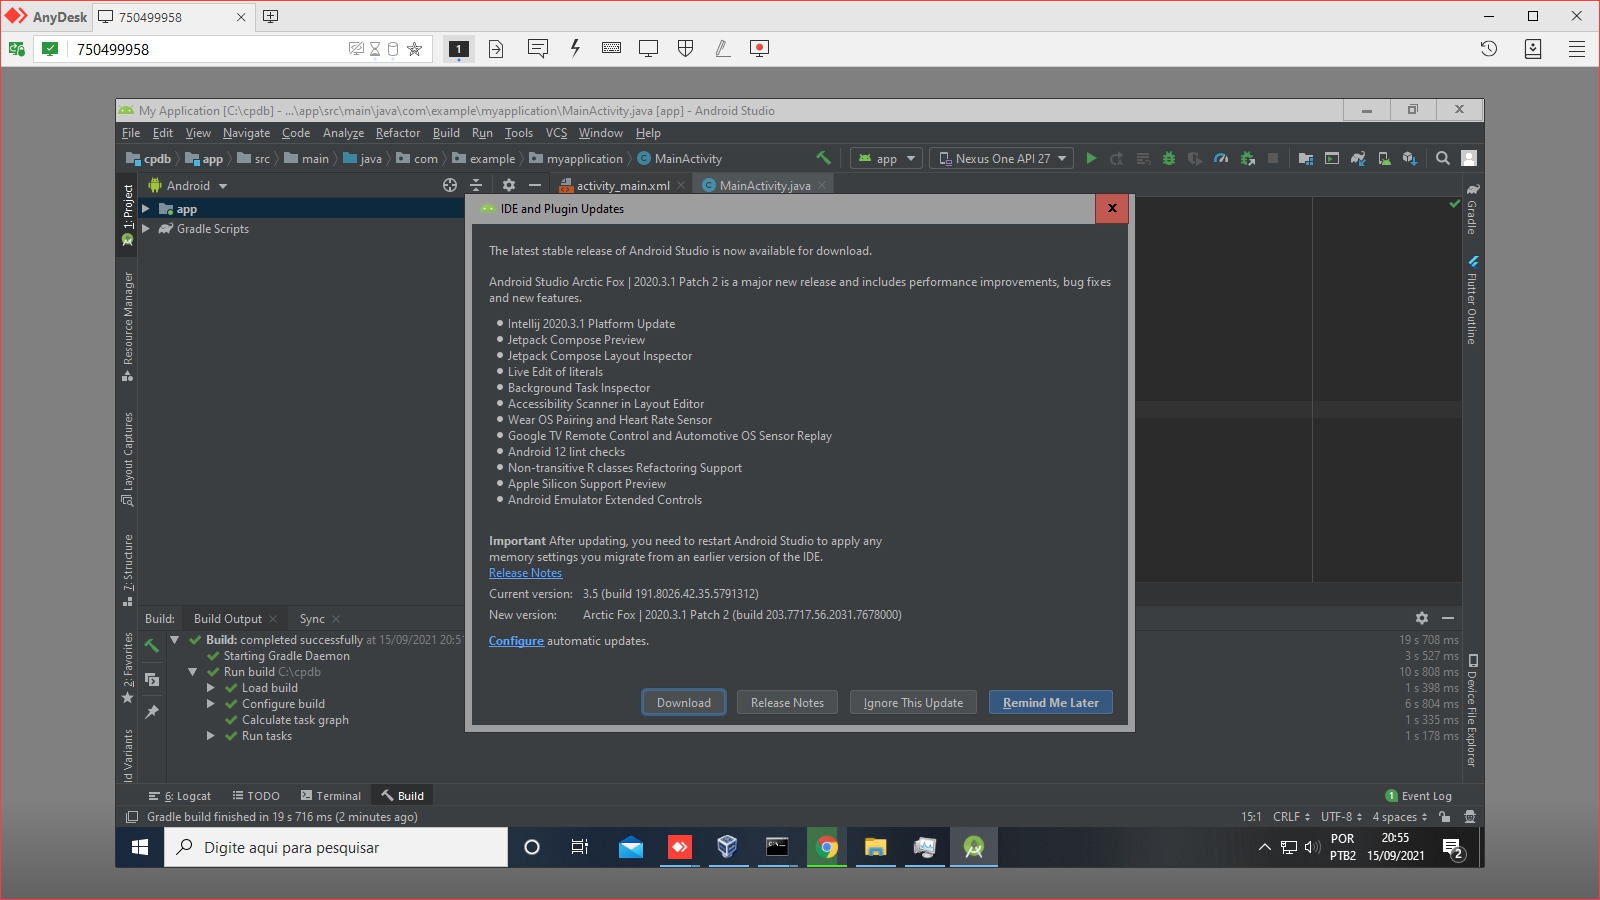 AnyDesk
750499958
750499958
1
My Application [C:\cpdb] - ...\app\src\main\java\com\example\myapplication\MainActivity.java [app] - Android Studio
File Edit View Navigate Code Analyze Refactor Build Run Tools VCS Window Help
cpdb app src main java com example myapplication MainActivity
app Nexus One API 27
Android
activity_main.xml MainActivity.java
1: Project
Resource Manager
Layout Captures
7: Structure
2: Favorites
ld Variants
app
Gradle Scripts
Gradle
Flutter Outline
Device File Explorer
IDE and Plugin Updates
The latest stable release of Android Studio is now available for download.
Android Studio Arctic Fox | 2020.3.1 Patch 2 is a major new release and includes performance improvements, bug fixes
and new features.
Intellij 2020.3.1 Platform Update
Jetpack Compose Preview
Jetpack Compose Layout Inspector
Live Edit of literals
Background Task Inspector
Accessibility Scanner in Layout Editor
Wear OS Pairing and Heart Rate Sensor
Google TV Remote Control and Automotive OS Sensor Replay
Android 12 lint checks
Non-transitive R classes Refactoring Support
Apple Silicon Support Preview
Android Emulator Extended Controls
Important After updating, you need to restart Android Studio to apply any
memory settings you migrate from an earlier version of the IDE.
Release Notes
Current version: 3.5 (build 191.8026.42.35.5791312)
New version: Arctic Fox | 2020.3.1 Patch 2 (build 203.7717.56.2031.7678000)
Configure automatic updates.
Download Release Notes Ignore This Update Remind Me Later
Build: Build Output Sync
Build: completed successfully at 15/09/2021 20:51 19 s 708 ms
Starting Gradle Daemon 3 s 527 ms
Run build C:\cpdb 10 s 808 ms
Load build 1 s 398 ms
Configure build 6 s 804 ms
Calculate task graph 1 s 335 ms
Run tasks 1 s 178 ms
6: Logcat TODO Terminal Build 1 Event Log
Gradle build finished in 19 s 716 ms (2 minutes ago) 15:1 CRLF UTF-8 4 spaces
Digite aqui para pesquisar
POR
PTB2
20:55
15/09/2021
2